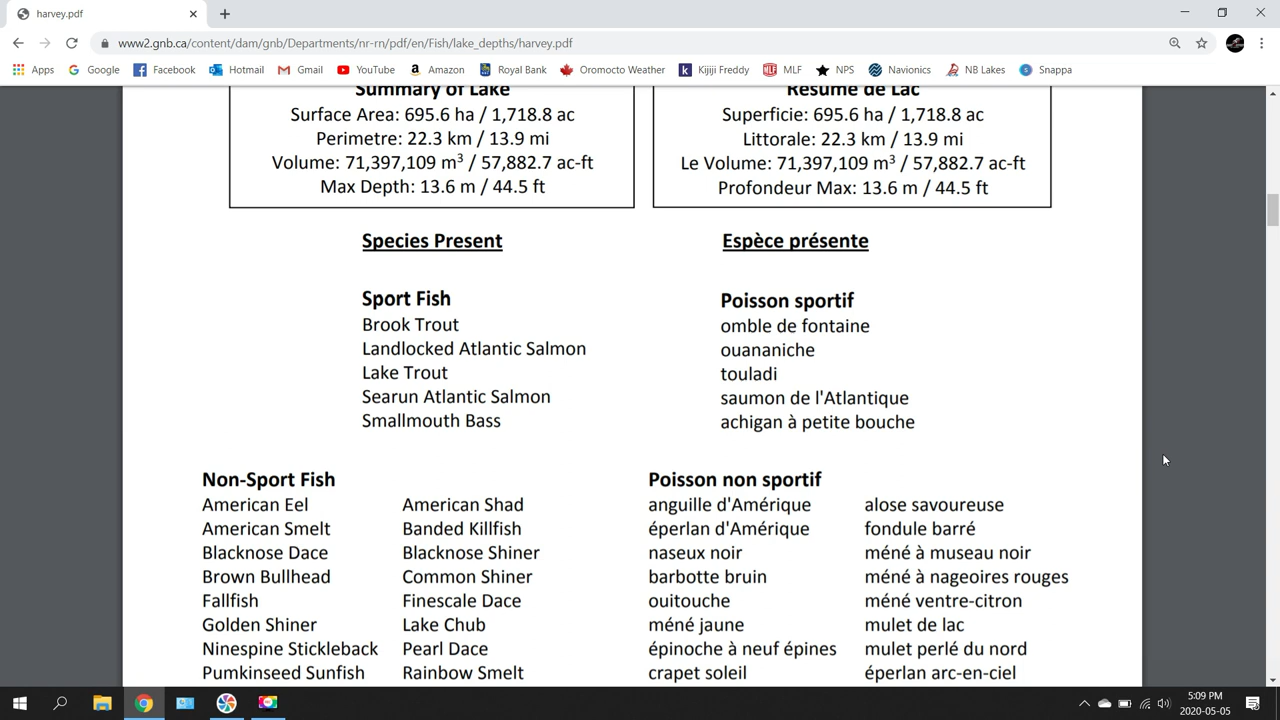 harvey.pdf
www2.gnb.ca/content/dam/gnb/Departments/nr-rn/pdf/en/Fish/lake_depths/harvey.pdf
Apps Google Facebook Hotmail Gmail YouTube Amazon Royal Bank Oromocto Weather Kijiji Freddy MLF NPS Navionics NB Lakes Snappa
Summary of Lake
Surface Area: 695.6 ha / 1,718.8 ac
Perimetre: 22.3 km / 13.9 mi
Volume: 71,397,109 m³ / 57,882.7 ac-ft
Max Depth: 13.6 m / 44.5 ft
Résumé de Lac
Superficie: 695.6 ha / 1,718.8 ac
Littorale: 22.3 km / 13.9 mi
Le Volume: 71,397,109 m³ / 57,882.7 ac-ft
Profondeur Max: 13.6 m / 44.5 ft
Species Present
Sport Fish
Brook Trout
Landlocked Atlantic Salmon
Lake Trout
Searun Atlantic Salmon
Smallmouth Bass
Espèce présente
Poisson sportif
omble de fontaine
ouananiche
touladi
saumon de l'Atlantique
achigan à petite bouche
Non-Sport Fish
American Eel American Shad
American Smelt Banded Killfish
Blacknose Dace Blacknose Shiner
Brown Bullhead Common Shiner
Fallfish Finescale Dace
Golden Shiner Lake Chub
Ninespine Stickleback Pearl Dace
Pumkinseed Sunfish Rainbow Smelt
Poisson non sportif
anguille d'Amérique alose savoureuse
éperlan d'Amérique fondule barré
naseux noir méné à museau noir
barbotte bruin méné à nageoires rouges
ouitouche méné ventre-citron
méné jaune mulet de lac
épinoche à neuf épines mulet perlé du nord
crapet soleil éperlan arc-en-ciel
5:09 PM
2020-05-05